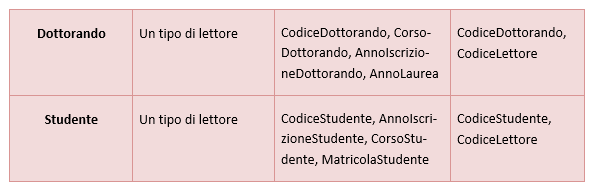 Dottorando
Un tipo di lettore
CodiceDottorando, Corso-
Dottorando, AnnoIscrizio-
neDottorando, AnnoLaurea
CodiceDottorando,
CodiceLettore
Studente
Un tipo di lettore
CodiceStudente, AnnoIscri-
zioneStudente, CorsoStu-
dente, MatricolaStudente
CodiceStudente,
CodiceLettore